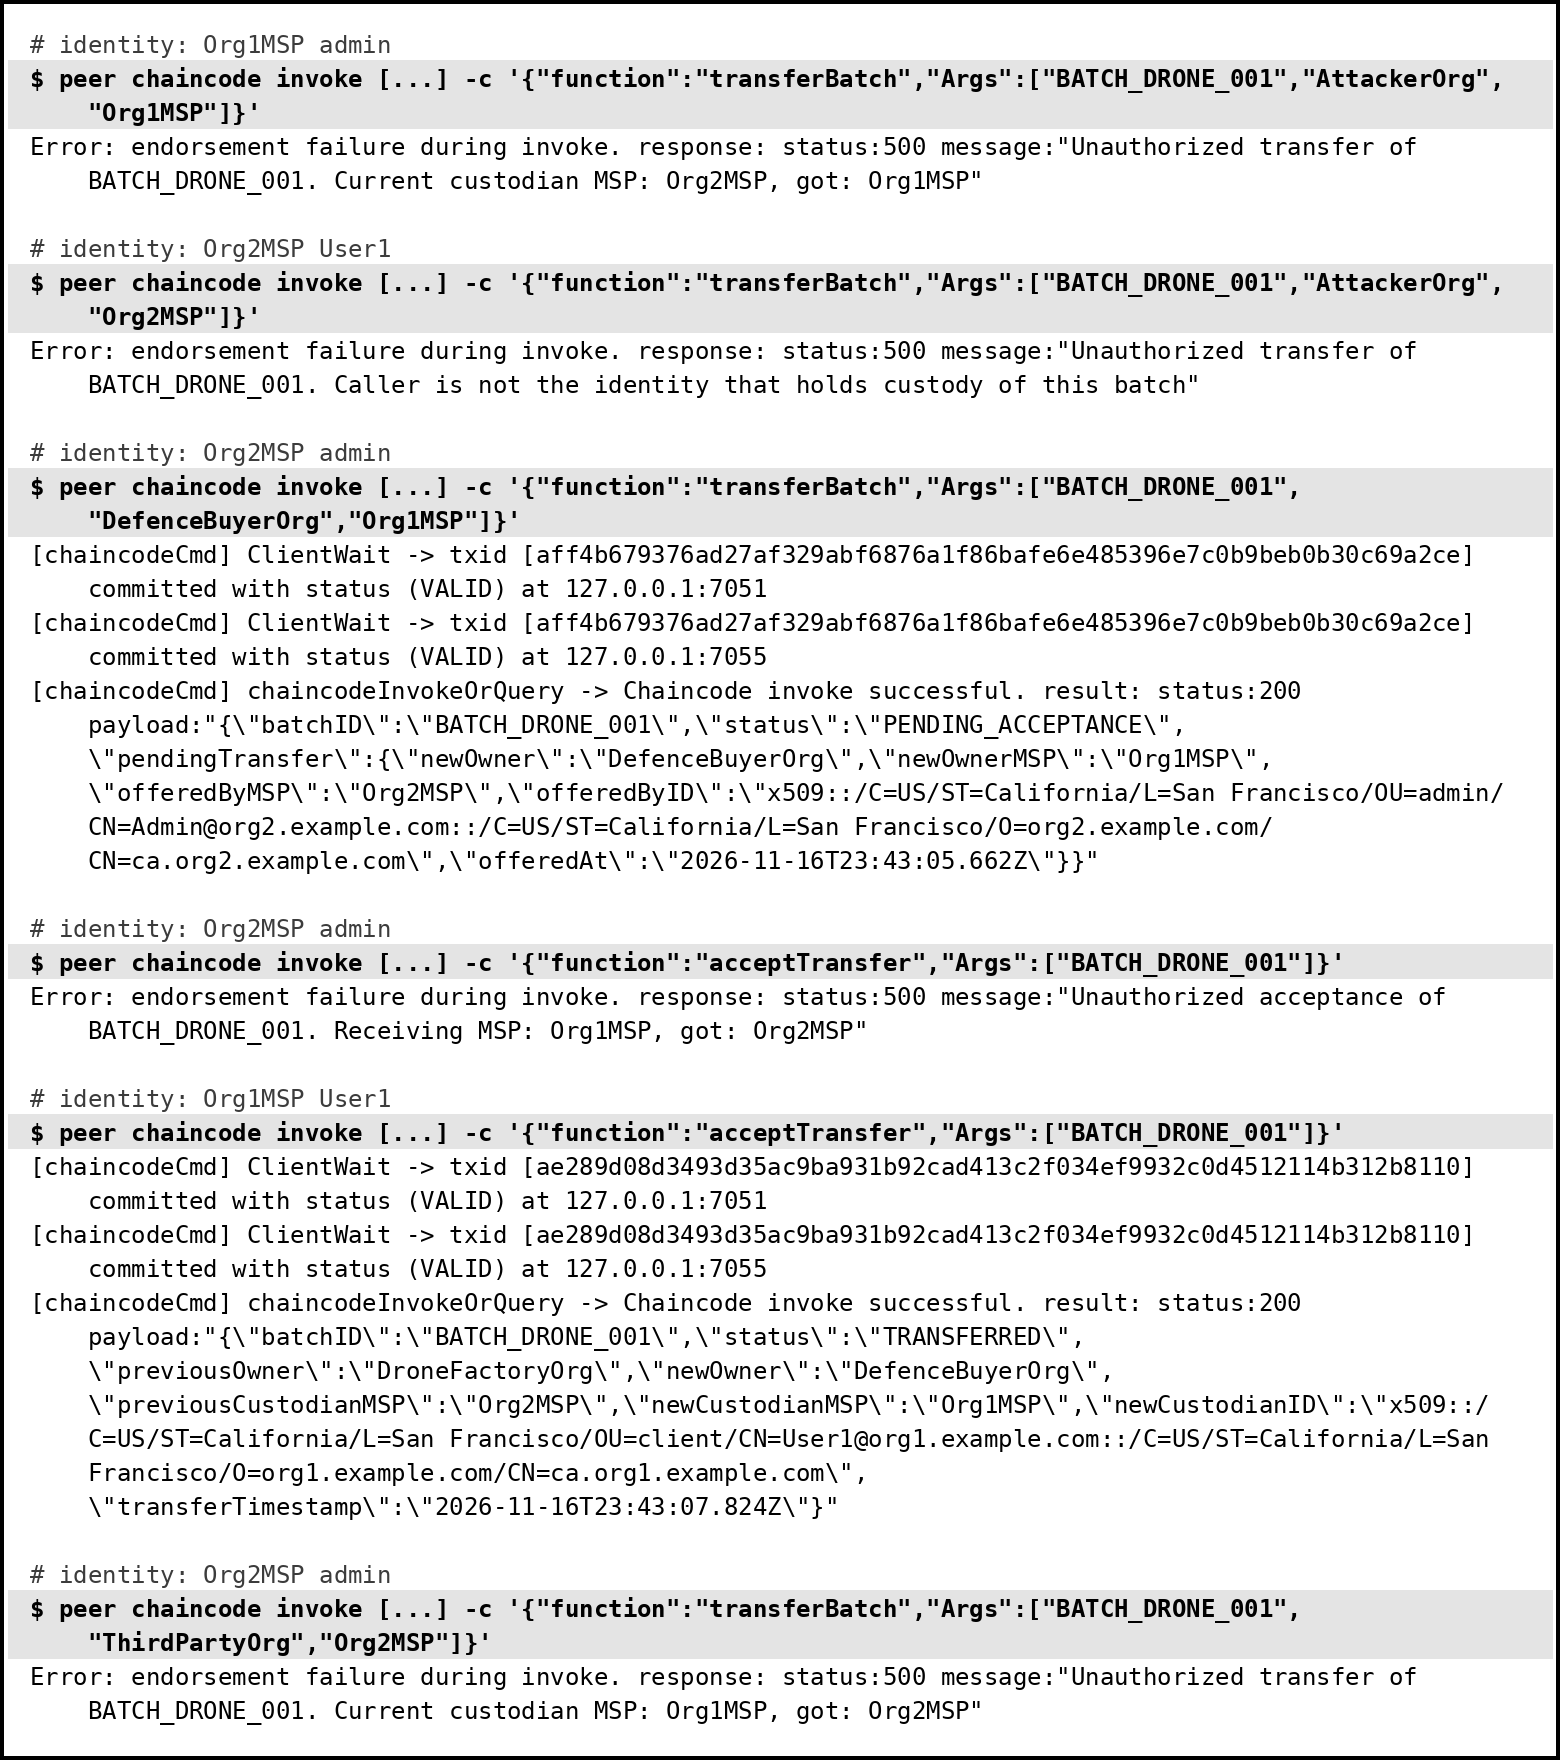 # identity: Org1MSP admin
$ peer chaincode invoke [...] -c '{"function":"transferBatch","Args":["BATCH_DRONE_001","AttackerOrg",
"Org1MSP"]}'
Error: endorsement failure during invoke. response: status:500 message:"Unauthorized transfer of
BATCH_DRONE_001. Current custodian MSP: Org2MSP, got: Org1MSP"
# identity: Org2MSP User1
$ peer chaincode invoke [...] -c '{"function":"transferBatch","Args":["BATCH_DRONE_001","AttackerOrg",
"Org2MSP"]}'
Error: endorsement failure during invoke. response: status:500 message:"Unauthorized transfer of
BATCH_DRONE_001. Caller is not the identity that holds custody of this batch"
# identity: Org2MSP admin
$ peer chaincode invoke [...] -c '{"function":"transferBatch","Args":["BATCH_DRONE_001",
"DefenceBuyerOrg","Org1MSP"]}'
[chaincodeCmd] ClientWait -> txid [aff4b679376ad27af329abf6876a1f86bafe6e485396e7c0b9beb0b30c69a2ce]
committed with status (VALID) at 127.0.0.1:7051
[chaincodeCmd] ClientWait -> txid [aff4b679376ad27af329abf6876a1f86bafe6e485396e7c0b9beb0b30c69a2ce]
committed with status (VALID) at 127.0.0.1:7055
[chaincodeCmd] chaincodeInvokeOrQuery -> Chaincode invoke successful. result: status:200
payload:"{\"batchID\":\"BATCH_DRONE_001\",\"status\":\"PENDING_ACCEPTANCE\",
\"pendingTransfer\":{\"newOwner\":\"DefenceBuyerOrg\",\"newOwnerMSP\":\"Org1MSP\",
\"offeredByMSP\":\"Org2MSP\",\"offeredByID\":\"x509::/C=US/ST=California/L=San Francisco/OU=admin/
CN=Admin@org2.example.com::/C=US/ST=California/L=San Francisco/O=org2.example.com/
CN=ca.org2.example.com\",\"offeredAt\":\"2026-11-16T23:43:05.662Z\"}}"
# identity: Org2MSP admin
$ peer chaincode invoke [...] -c '{"function":"acceptTransfer","Args":["BATCH_DRONE_001"]}'
Error: endorsement failure during invoke. response: status:500 message:"Unauthorized acceptance of
BATCH_DRONE_001. Receiving MSP: Org1MSP, got: Org2MSP"
# identity: Org1MSP User1
$ peer chaincode invoke [...] -c '{"function":"acceptTransfer","Args":["BATCH_DRONE_001"]}'
[chaincodeCmd] ClientWait -> txid [ae289d08d3493d35ac9ba931b92cad413c2f034ef9932c0d4512114b312b8110]
committed with status (VALID) at 127.0.0.1:7051
[chaincodeCmd] ClientWait -> txid [ae289d08d3493d35ac9ba931b92cad413c2f034ef9932c0d4512114b312b8110]
committed with status (VALID) at 127.0.0.1:7055
[chaincodeCmd] chaincodeInvokeOrQuery -> Chaincode invoke successful. result: status:200
payload:"{\"batchID\":\"BATCH_DRONE_001\",\"status\":\"TRANSFERRED\",
\"previousOwner\":\"DroneFactoryOrg\",\"newOwner\":\"DefenceBuyerOrg\",
\"previousCustodianMSP\":\"Org2MSP\",\"newCustodianMSP\":\"Org1MSP\",\"newCustodianID\":\"x509::/
C=US/ST=California/L=San Francisco/OU=client/CN=User1@org1.example.com::/C=US/ST=California/L=San
Francisco/O=org1.example.com/CN=ca.org1.example.com\",
\"transferTimestamp\":\"2026-11-16T23:43:07.824Z\"}"
# identity: Org2MSP admin
$ peer chaincode invoke [...] -c '{"function":"transferBatch","Args":["BATCH_DRONE_001",
"ThirdPartyOrg","Org2MSP"]}'
Error: endorsement failure during invoke. response: status:500 message:"Unauthorized transfer of
BATCH_DRONE_001. Current custodian MSP: Org1MSP, got: Org2MSP"